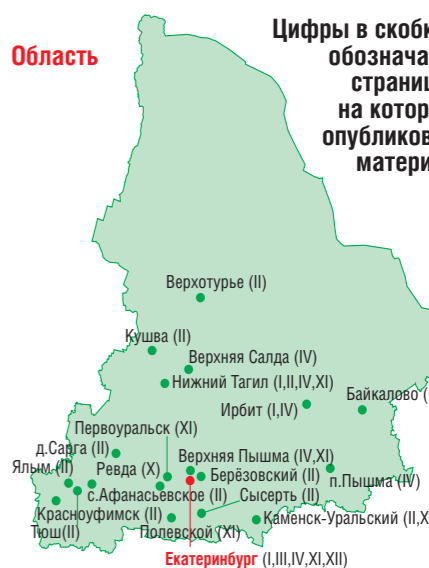 Область
Цифры в скобк
обознача
страниц
на котор
опубликов
матери
Верхотурье (II)
Кушва (II)
Верхняя Салда (IV)
Нижний Тагил (I,II,IV,XI)
Байкалово (
Ирбит (I,IV)
Первоуральск (XI)
д.Сарга (II)
Верхняя Пышма (IV,XI)
Ялым (II)
Ревда (X)
Берёзовский (II)
п.Пышма (IV)
с.Афанасьевское (II)
Сысерть (II)
Красноуфимск (II)
Каменск-Уральский (II,X
Тюш(II)
Полевской (XI)
Екатеринбург (I,III,IV,XI,XII)